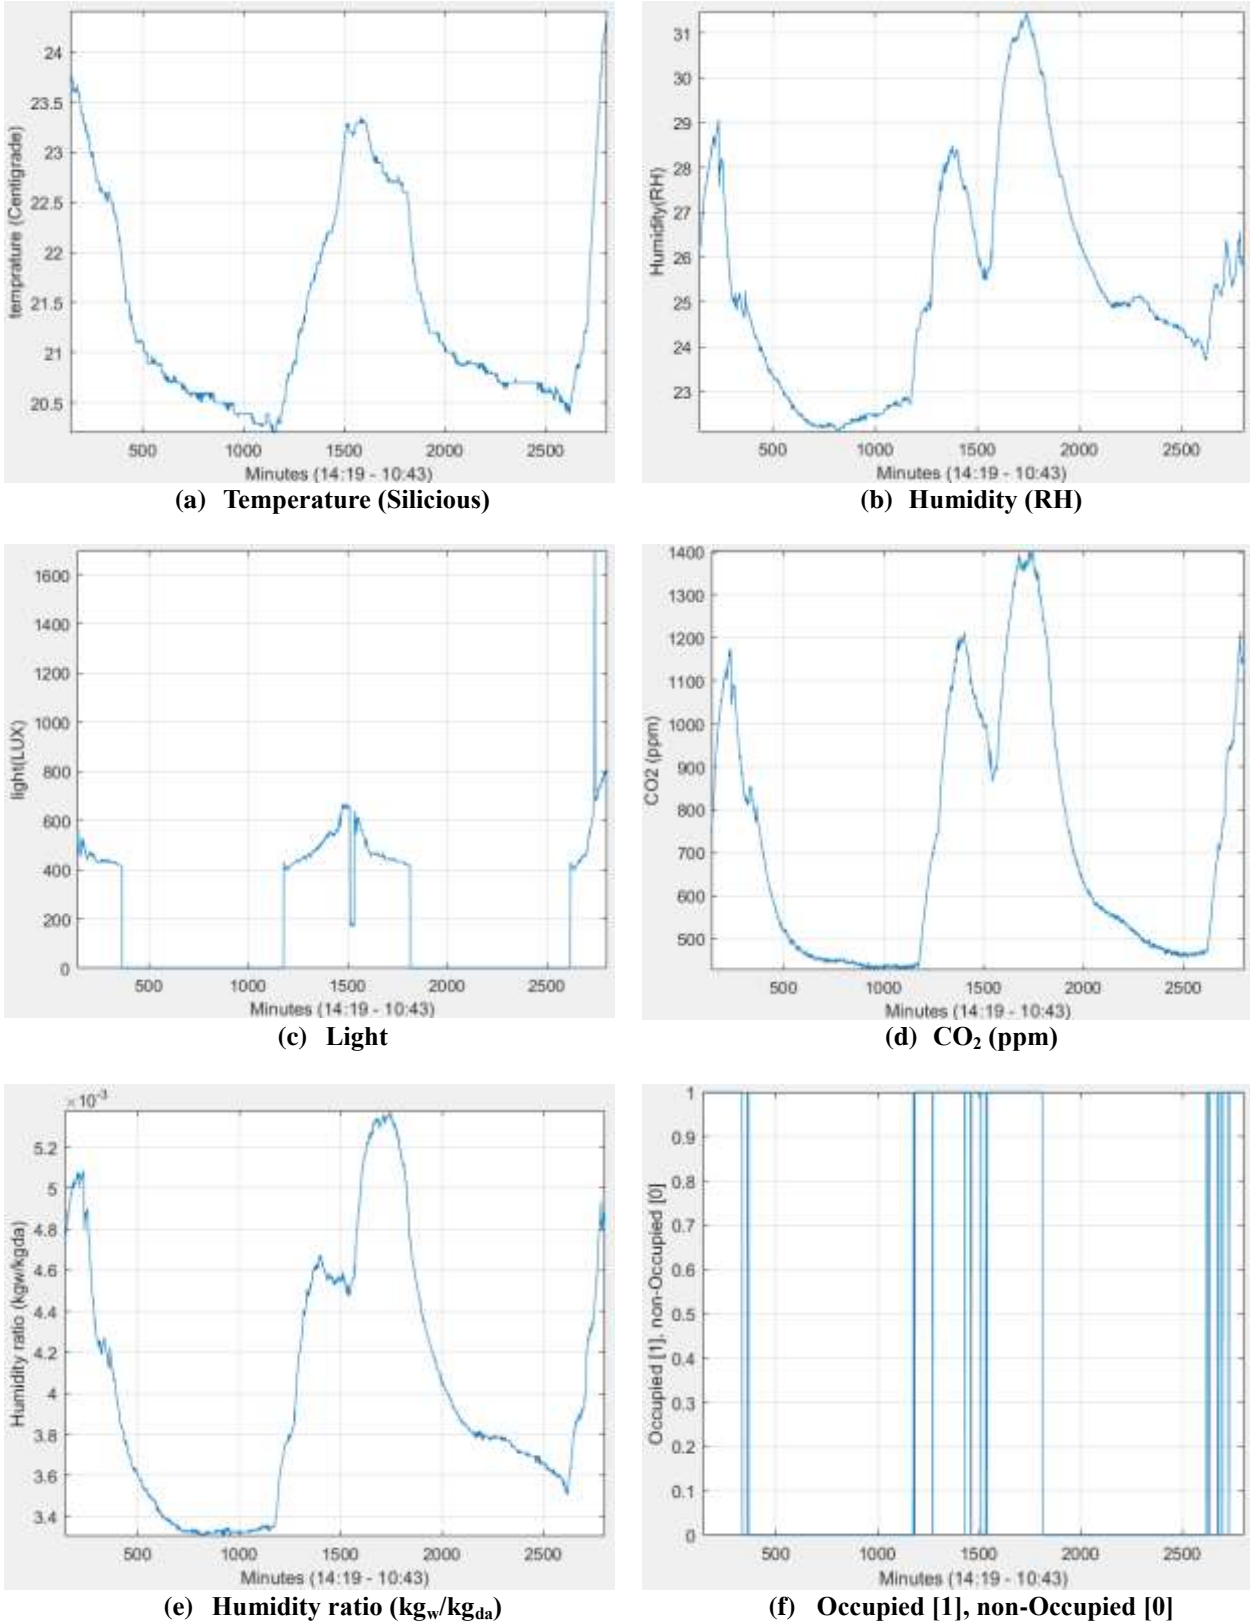 24
23.5
23
22.5
22
21.5
21
20.5
temprature (Centigrade)
500 1000 1500 2000 2500
Minutes (14:19 - 10:43)
(a) Temperature (Silicious)
31
30
29
28
27
26
25
24
23
Humidity(RH)
500 1000 1500 2000 2500
Minutes (14:19 - 10:43)
(b) Humidity (RH)
1600
1400
1200
1000
800
600
400
200
0
light(LUX)
500 1000 1500 2000 2500
Minutes (14:19 - 10:43)
(c) Light
1400
1300
1200
1100
1000
900
800
700
600
500
CO2 (ppm)
500 1000 1500 2000 2500
Minutes (14:19 - 10:43)
(d) CO₂ (ppm)
×10⁻³
5.2
5
4.8
4.6
4.4
4.2
4
3.8
3.6
3.4
Humidity ratio (kgw/kgda)
500 1000 1500 2000 2500
Minutes (14:19 - 10:43)
(e) Humidity ratio (kgw/kgda)
1
0.9
0.8
0.7
0.6
0.5
0.4
0.3
0.2
0.1
0
Occupied [1], non-Occupied [0]
500 1000 1500 2000 2500
Minutes (14:19 - 10:43)
(f) Occupied [1], non-Occupied [0]